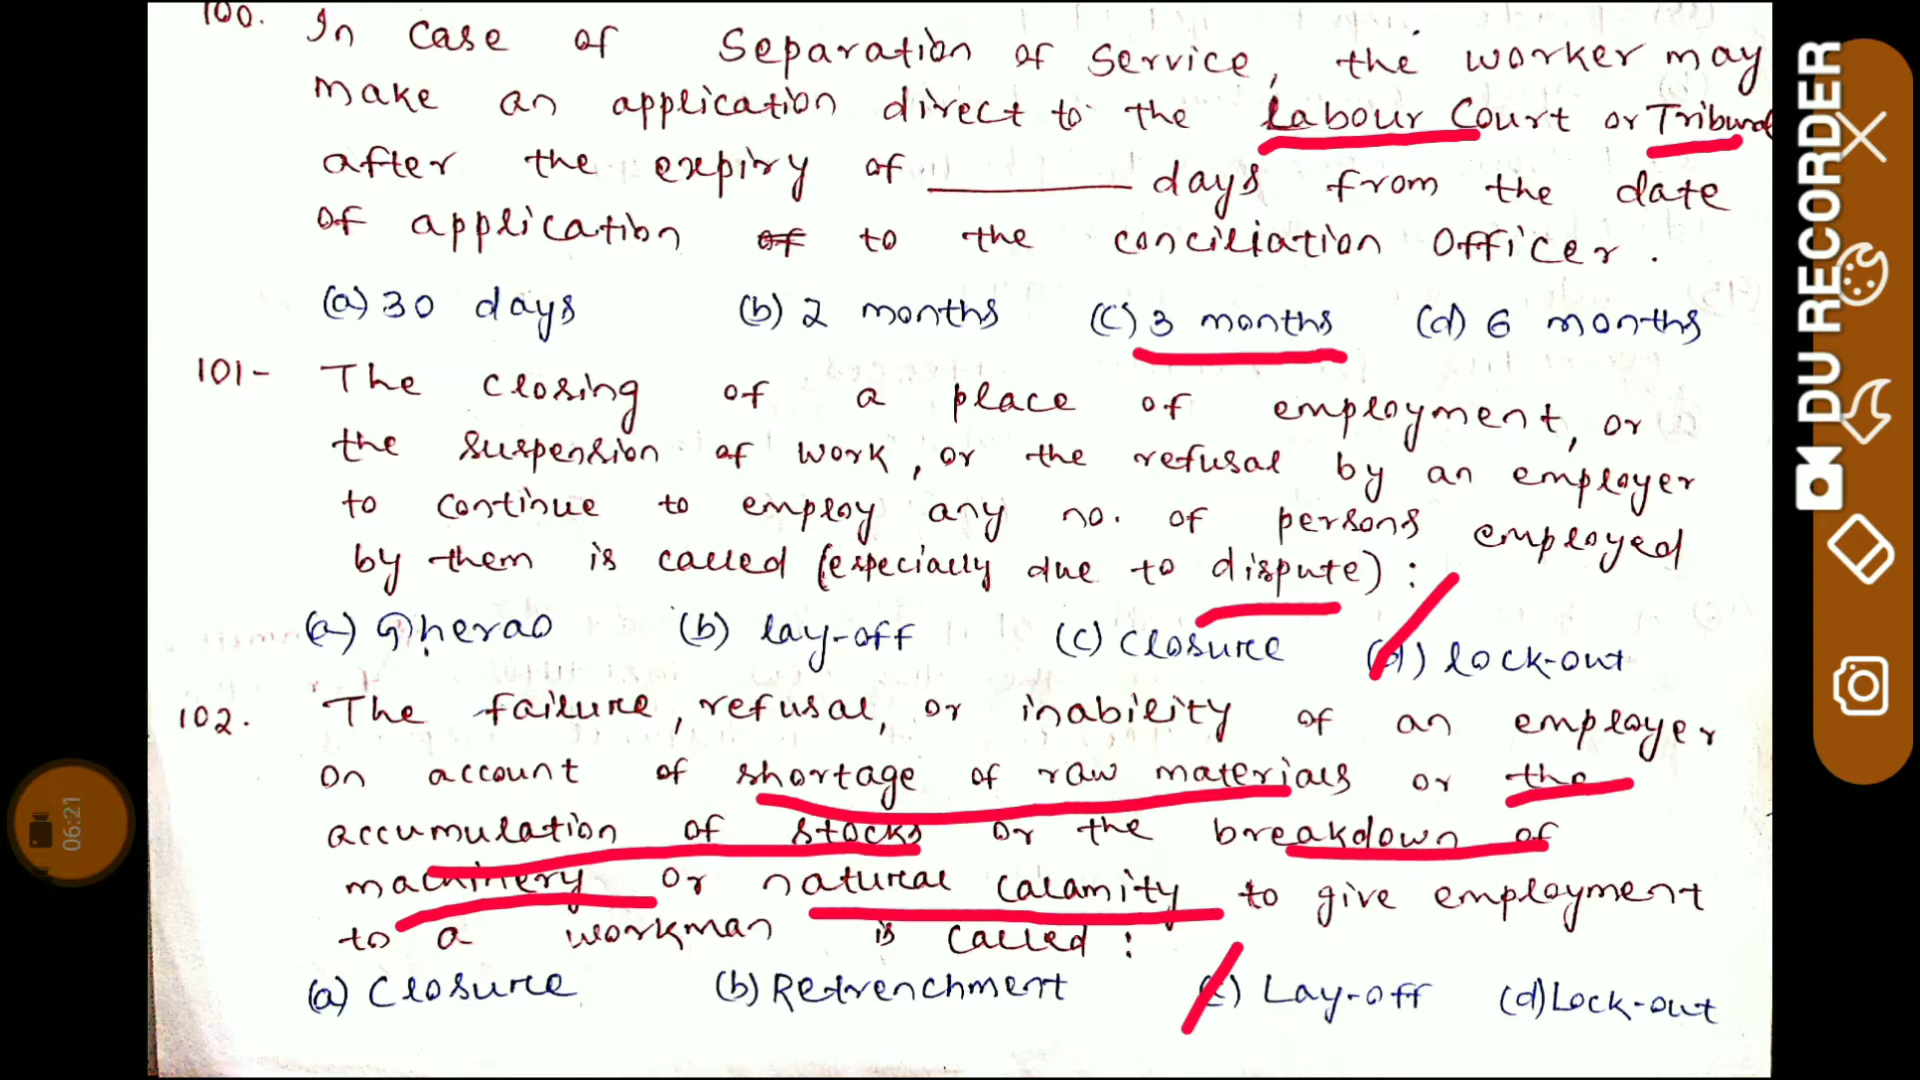 100. In case of Separation of Service, the worker may
make an application direct to the Labour Court or Tribunal
after the expiry of ________ days from the date
of application of to the conciliation Officer.
(a) 30 days (b) 2 months (c) 3 months (d) 6 months
101- The closing of a place of employment, or
the suspension of work, or the refusal by an employer
to continue to employ any no. of persons employed
by them is called (especially due to dispute) :
(a) Gherao (b) lay-off (c) Closure (d) lock-out
102. The failure, refusal, or inability of an employer
on account of shortage of raw materials or the
accumulation of stocks or the breakdown of
machinery or natural calamity to give employment
to a workman is called :
(a) Closure (b) Retrenchment (c) Lay-off (d) Lock-out
DU RECORDER
06:21